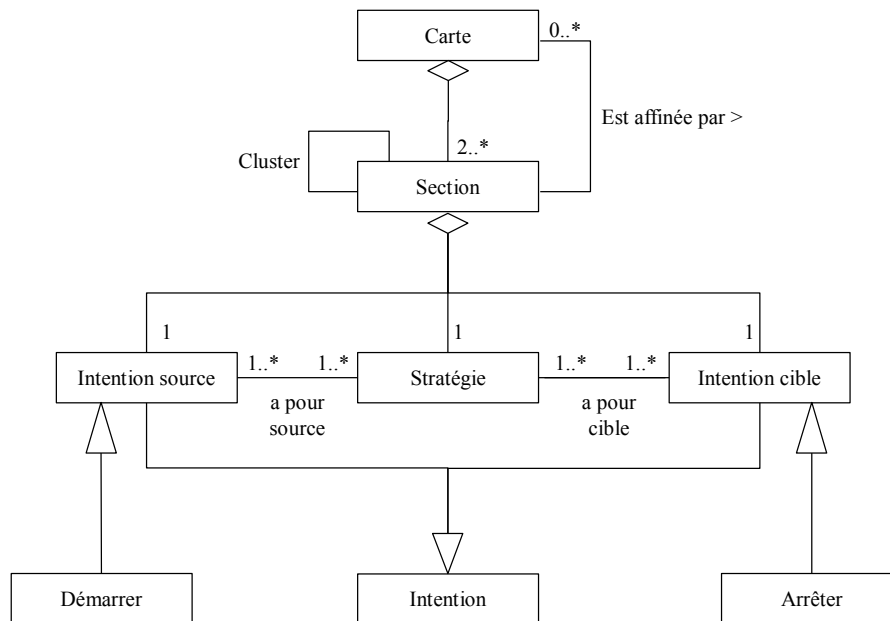 Carte
0..*
Est affinée par >
Cluster
2..*
Section
1
1
1
Intention source
1..*
1..*
Stratégie
1..*
1..*
Intention cible
a pour
source
a pour
cible
Démarrer
Intention
Arrêter